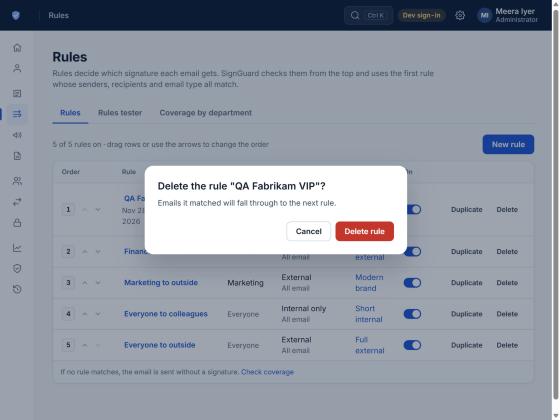 Rules
Ctrl K
Dev sign-in
MI
Meera Iyer
Administrator
Rules
Rules decide which signature each email gets. SignGuard checks them from the top and uses the first rule
whose senders, recipients and email type all match.
Rules
Rules tester
Coverage by department
5 of 5 rules on · drag rows or use the arrows to change the order
New rule
Order
Rule
Delete the rule "QA Fabrikam VIP"?
Emails it matched will fall through to the next rule.
Cancel
Delete rule
1
QA Fa
2026
Duplicate
Delete
2
Financ
All email
external
Duplicate
Delete
3
Marketing to outside
Marketing
External
All email
Modern
brand
Duplicate
Delete
4
Everyone to colleagues
Everyone
Internal only
All email
Short
internal
Duplicate
Delete
5
Everyone to outside
Everyone
External
All email
Full
external
Duplicate
Delete
If no rule matches, the email is sent without a signature. Check coverage